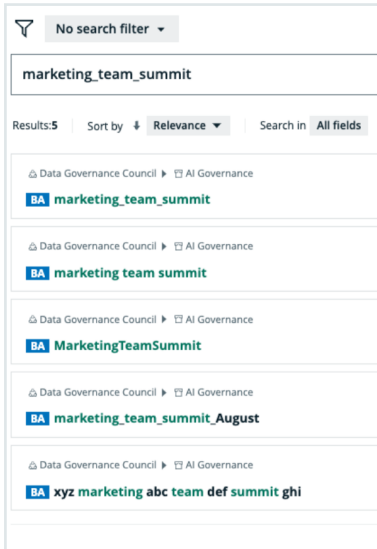 No search filter
marketing_team_summit
Results:5 Sort by Relevance Search in All fields
Data Governance Council AI Governance
BA marketing_team_summit
Data Governance Council AI Governance
BA marketing team summit
Data Governance Council AI Governance
BA MarketingTeamSummit
Data Governance Council AI Governance
BA marketing_team_summit_August
Data Governance Council AI Governance
BA xyz marketing abc team def summit ghi